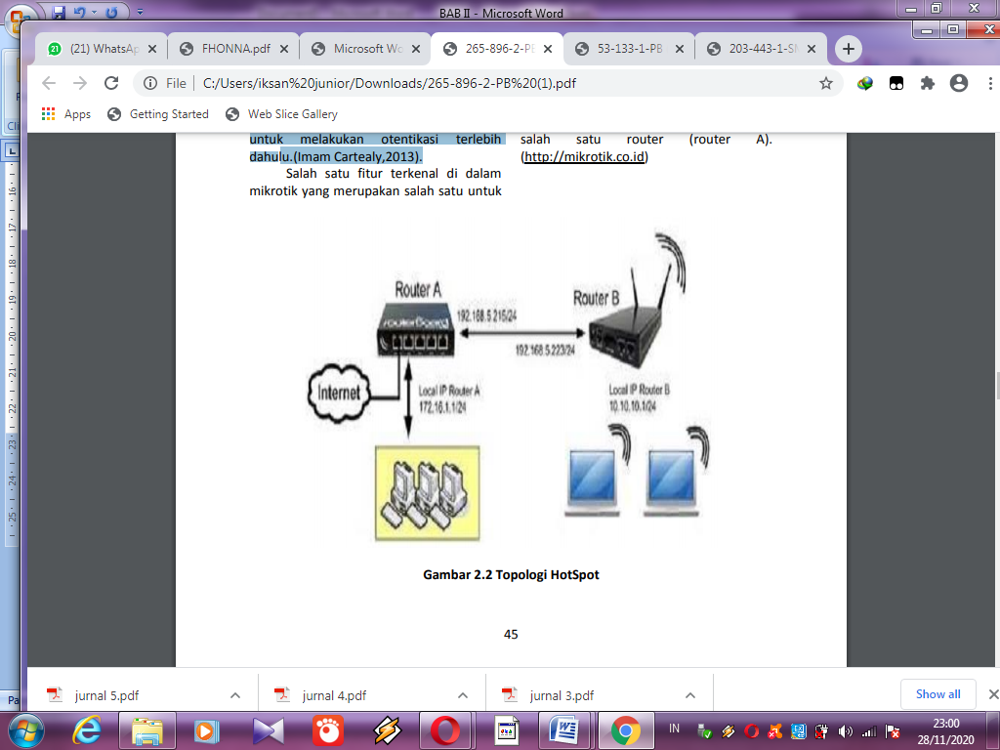 BAB II - Microsoft Word
(21) WhatsAp
FHONNA.pdf
Microsoft Wo
265-896-2-PB
53-133-1-PB
203-443-1-SM
File
C:/Users/iksan%20junior/Downloads/265-896-2-PB%20(1).pdf
Apps
Getting Started
Web Slice Gallery
untuk melakukan otentikasi terlebih
dahulu.(Imam Cartealy,2013).
Salah satu fitur terkenal di dalam
mikrotik yang merupakan salah satu untuk
salah satu router (router A).
(http://mikrotik.co.id)
Router A
192.168.5.215/24
Router B
192.168.5.223/24
Internet
Local IP Router A
172.16.1.1/24
Local IP Router B
10.10.10.1/24
Gambar 2.2 Topologi HotSpot
45
jurnal 5.pdf
jurnal 4.pdf
jurnal 3.pdf
Show all
IN
23:00
28/11/2020